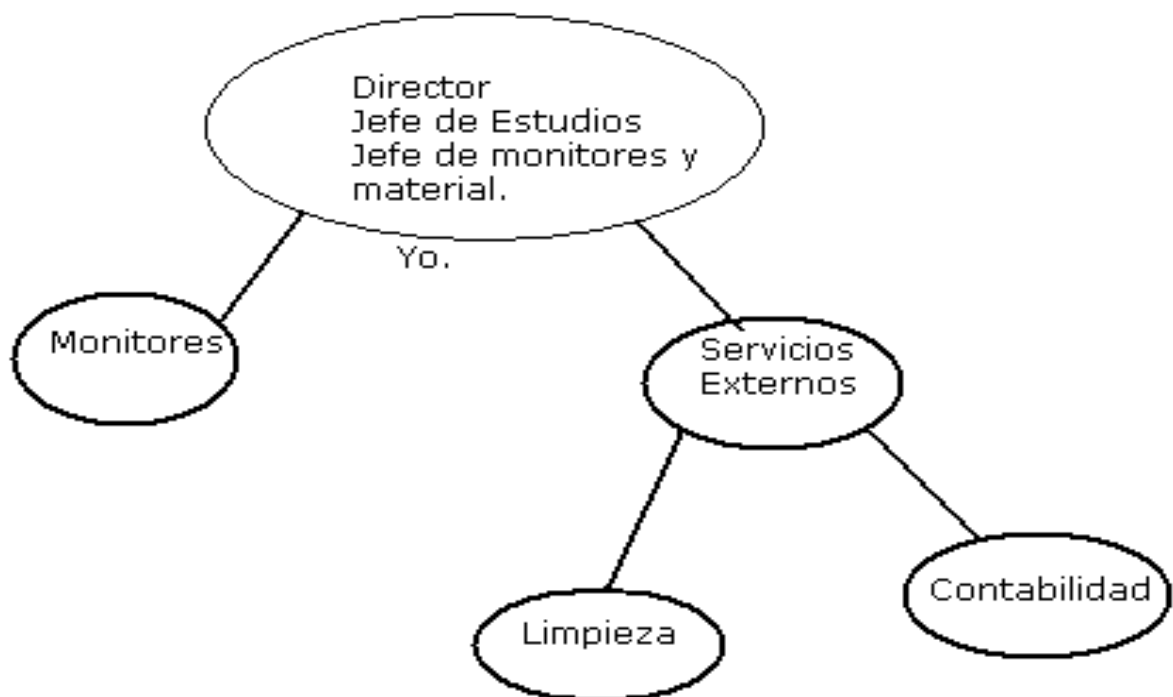 Director
Jefe de Estudios
Jefe de monitores y
material.
Yo.
Monitores
Servicios
Externos
Limpieza
Contabilidad